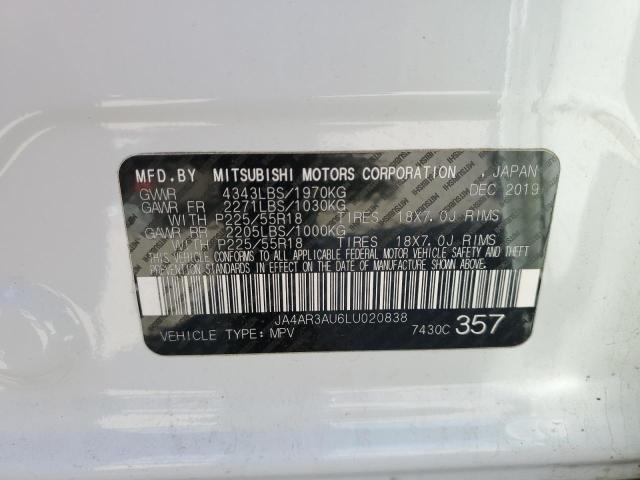 MFD.BY MITSUBISHI MOTORS CORPORATION , JAPAN
GVWR 4343LBS/1970KG DEC 2019
GAWR FR 2271LBS/1030KG
WITH P225/55R18 TIRES 18X7.0J RIMS
GAWR RR 2205LBS/1000KG
WITH P225/55R18 TIRES 18X7.0J RIMS
THIS VEHICLE CONFORMS TO ALL APPLICABLE FEDERAL MOTOR VEHICLE SAFETY AND THEFT PREVENTION
STANDARDS IN EFFECT ON THE DATE OF MANUFACTURE SHOWN ABOVE.
JA4AR3AU6LU020838
VEHICLE TYPE: MPV 7430C 357